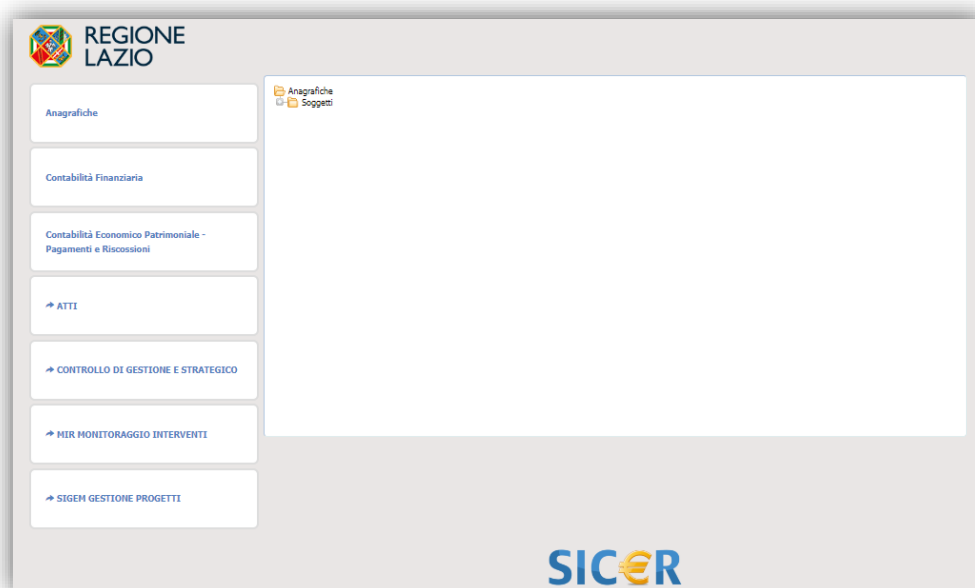 REGIONE
LAZIO
Anagrafiche
Contabilità Finanziaria
Contabilità Economico Patrimoniale -
Pagamenti e Riscossioni
ATTI
CONTROLLO DI GESTIONE E STRATEGICO
MIR MONITORAGGIO INTERVENTI
SIGEM GESTIONE PROGETTI
Anagrafiche
Soggetti
SIC€R